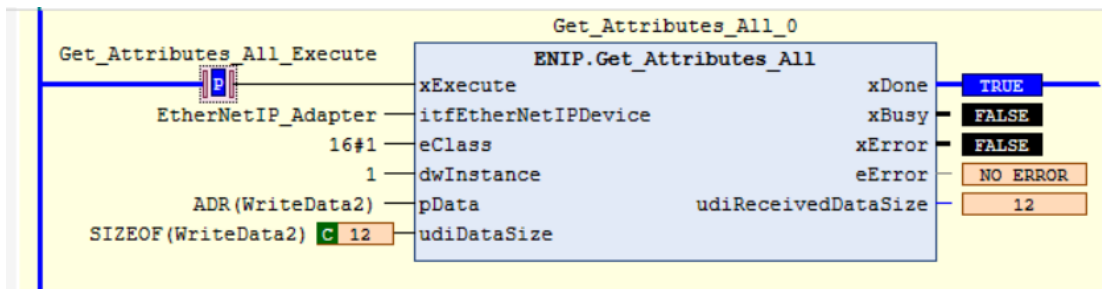 Get_Attributes_All_0
Get_Attributes_All_Execute
ENIP.Get_Attributes_All
P
xExecute xDone TRUE
EtherNetIP_Adapter itfEtherNetIPDevice xBusy FALSE
16#1 eClass xError FALSE
1 dwInstance eError NO ERROR
ADR(WriteData2) pData udiReceivedDataSize 12
SIZEOF(WriteData2) C 12 udiDataSize